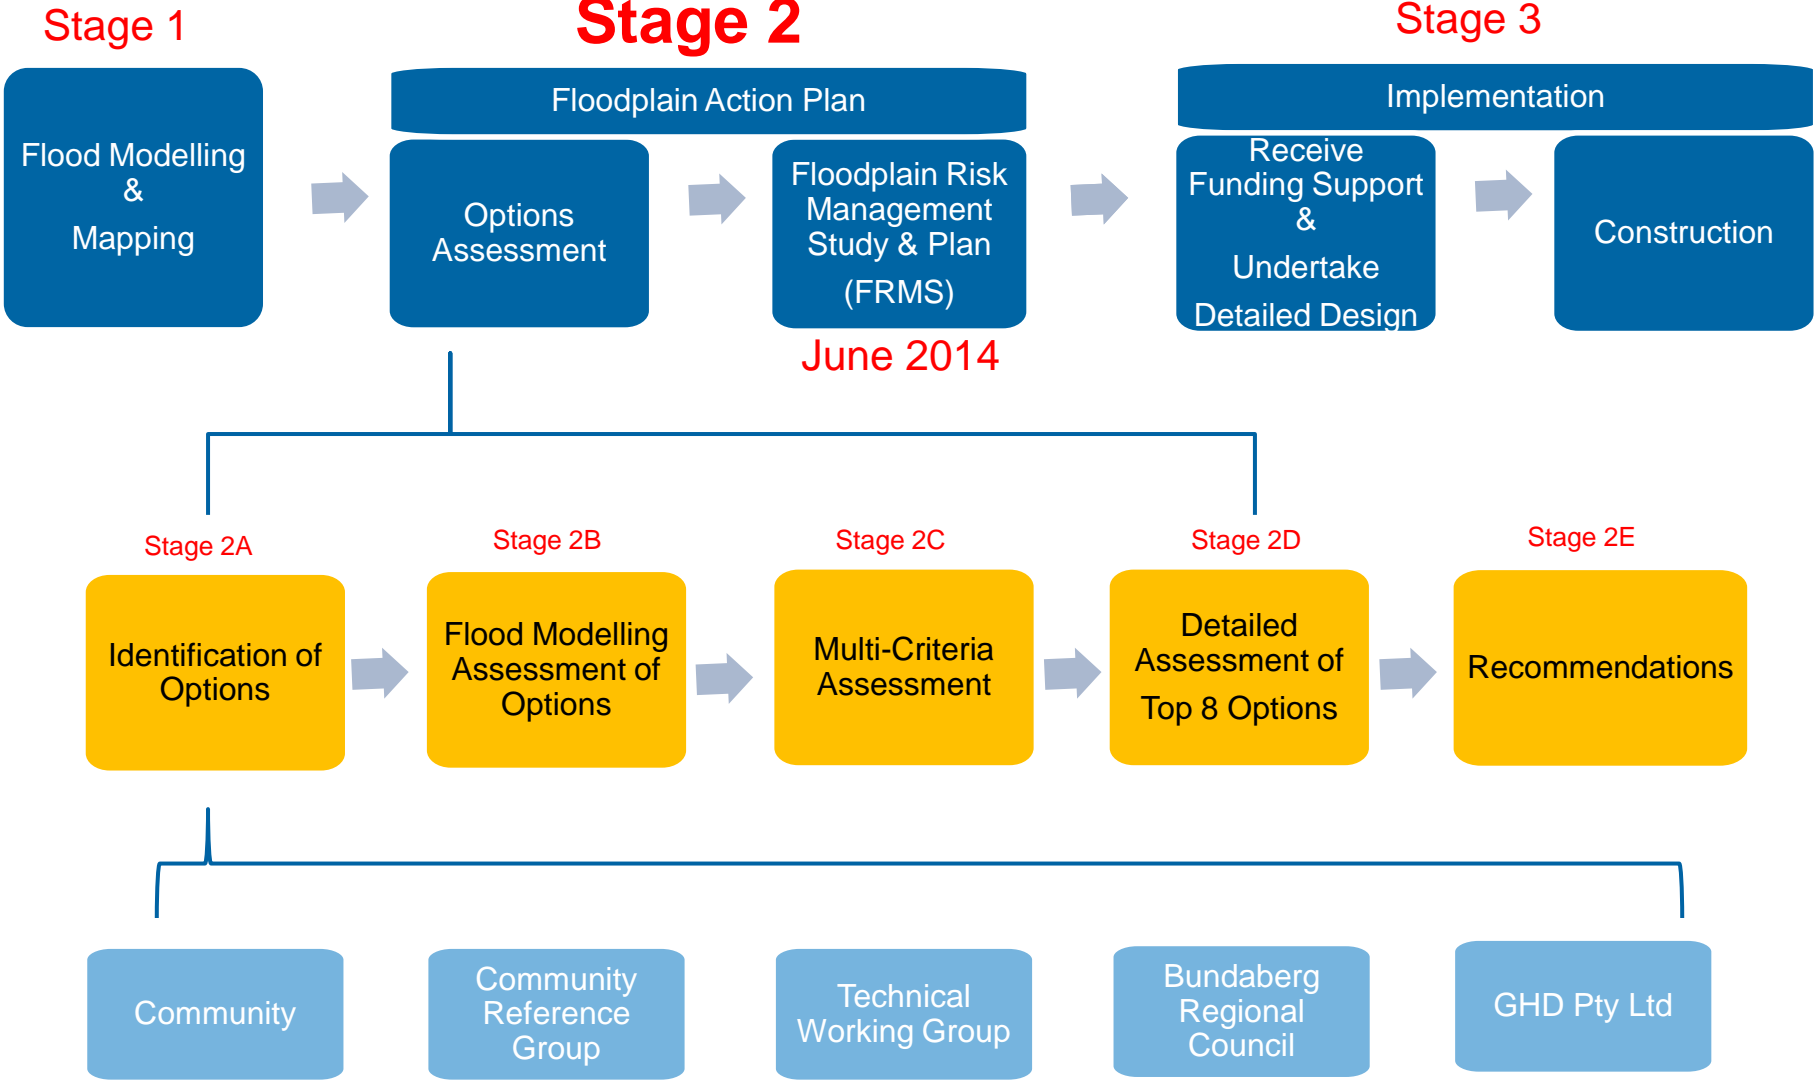 Stage 1
Stage 2
Stage 3
Flood Modelling
&
Mapping
Floodplain Action Plan
Options
Assessment
Floodplain Risk
Management
Study & Plan
(FRMS)
June 2014
Implementation
Receive
Funding Support
&
Undertake
Detailed Design
Construction
Stage 2A
Stage 2B
Stage 2C
Stage 2D
Stage 2E
Identification of
Options
Flood Modelling
Assessment of
Options
Multi-Criteria
Assessment
Detailed
Assessment of
Top 8 Options
Recommendations
Community
Community
Reference
Group
Technical
Working Group
Bundaberg
Regional
Council
GHD Pty Ltd